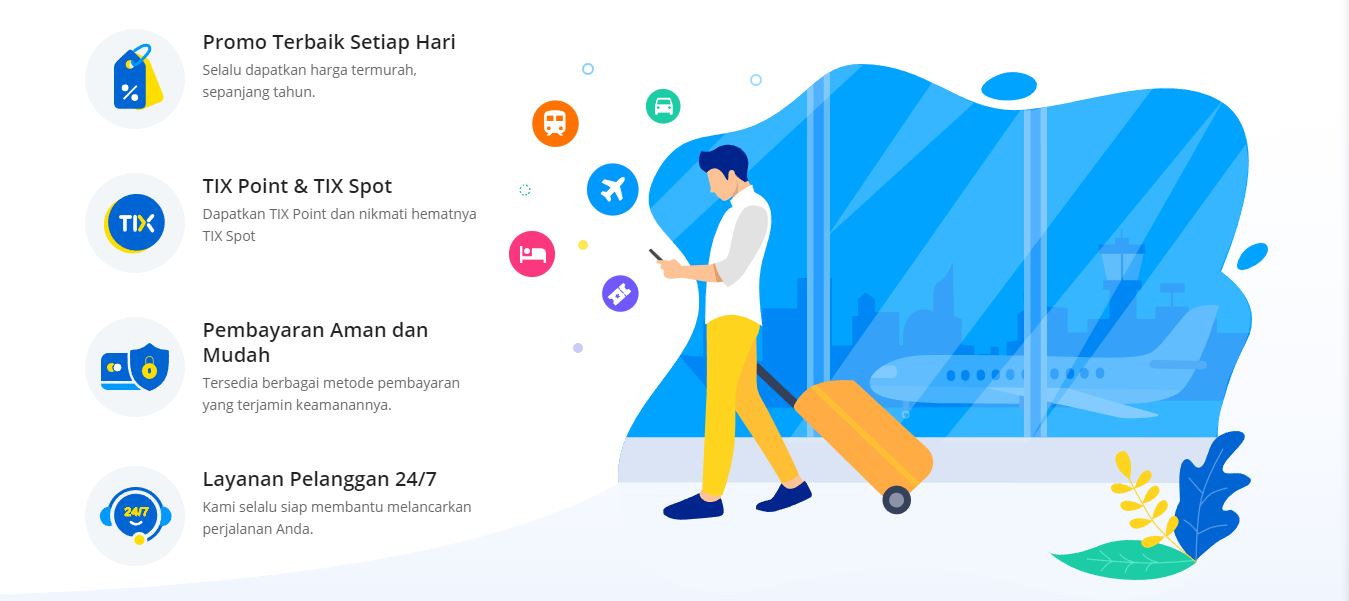 Promo Terbaik Setiap Hari
Selalu dapatkan harga termurah,
sepanjang tahun.
TIX
TIX Point & TIX Spot
Dapatkan TIX Point dan nikmati hematnya
TIX Spot
Pembayaran Aman dan
Mudah
Tersedia berbagai metode pembayaran
yang terjamin keamanannya.
24/7
Layanan Pelanggan 24/7
Kami selalu siap membantu melancarkan
perjalanan Anda.